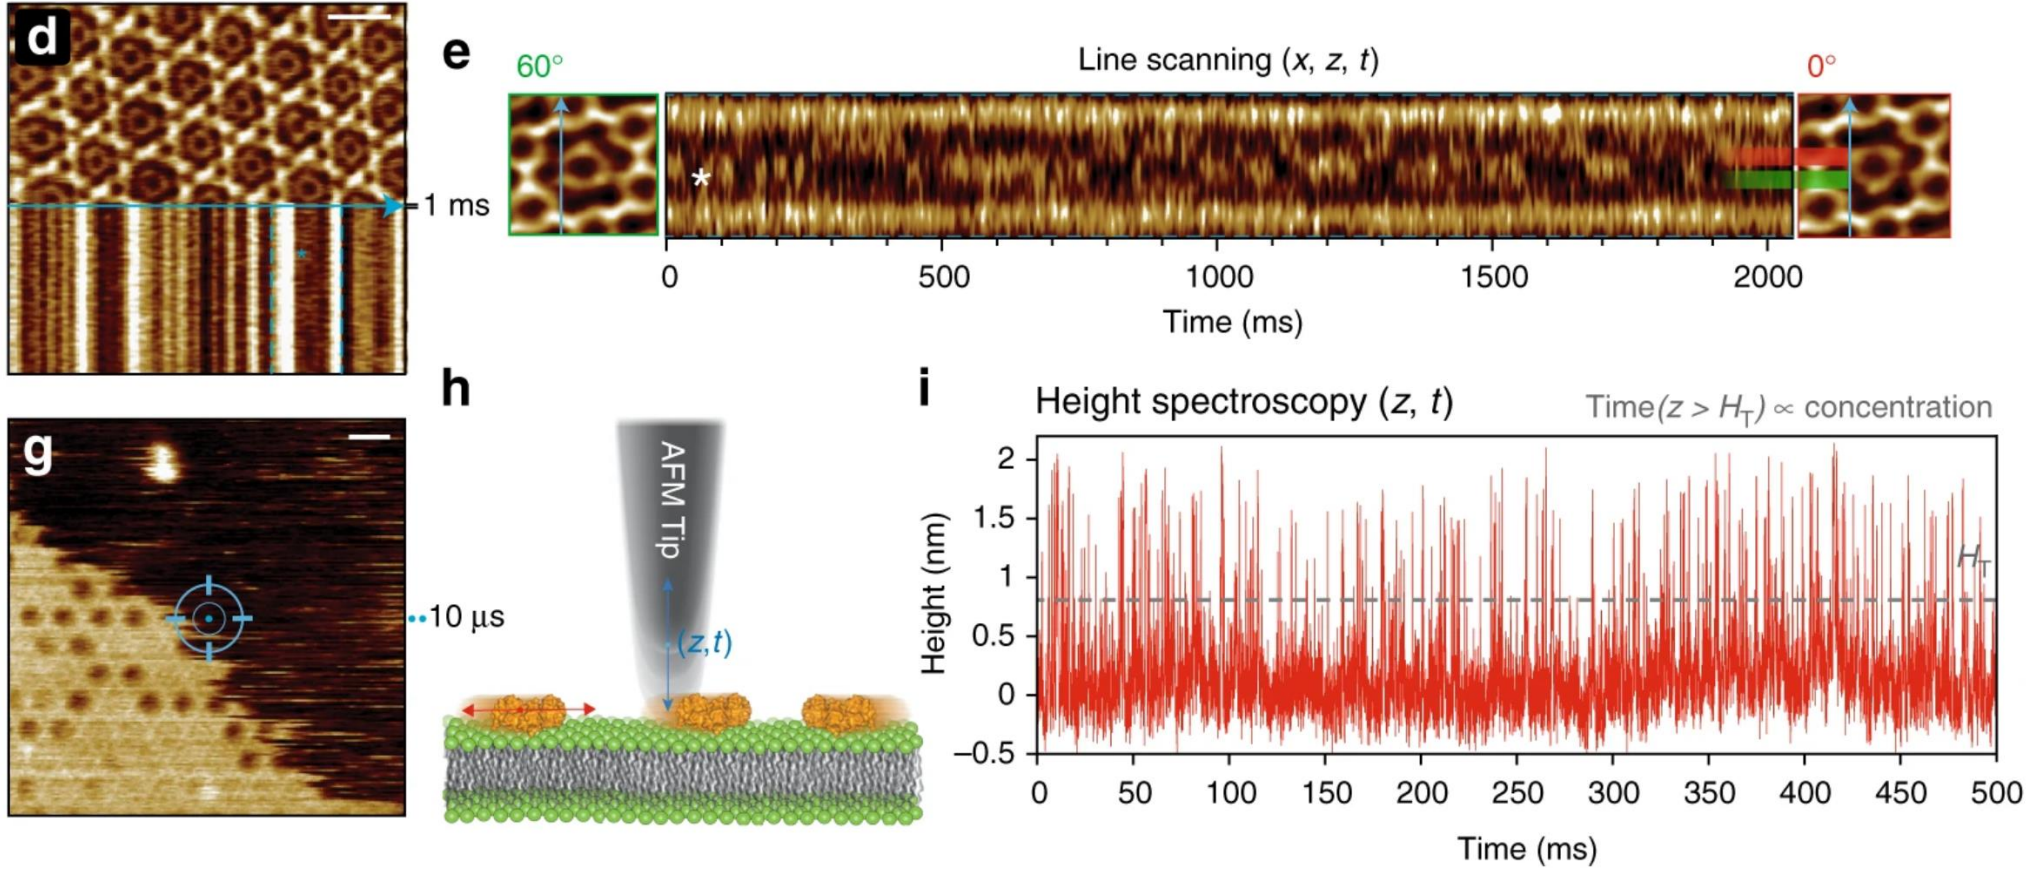 d
1 ms
e
60°
Line scanning (x, z, t)
0°
*
*
0 500 1000 1500 2000
Time (ms)
g
10 μs
h
AFM Tip
(z,t)
i
Height spectroscopy (z, t)
Time(z > H_T) ∝ concentration
Height (nm)
2
1.5
1
0.5
0
–0.5
H_T
0 50 100 150 200 250 300 350 400 450 500
Time (ms)